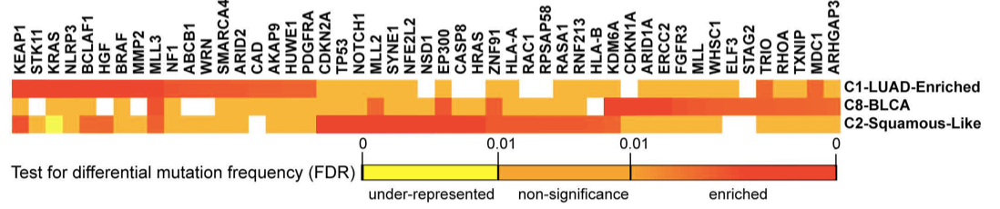 KEAP1
STK11
KRAS
NLRP3
BCLAF1
HGF
BRAF
MMP2
MLL3
NF1
ABCB1
WRN
SMARCA4
ARID2
CAD
AKAP9
HUWE1
PDGFRA
CDKN2A
TP53
NOTCH1
MLL2
SYNE1
NFE2L2
NSD1
EP300
CASP8
HRAS
ZNF91
HLA-A
RAC1
RPSAP58
RASA1
RNF213
HLA-B
KDM6A
CDKN1A
ARID1A
ERCC2
FGFR3
MLL
WHSC1
ELF3
STAG2
TRIO
RHOA
TXNIP
MDC1
ARHGAP3
C1-LUAD-Enriched
C8-BLCA
C2-Squamous-Like
0 0.01 0.01 0
Test for differential mutation frequency (FDR)
under-represented non-significance enriched